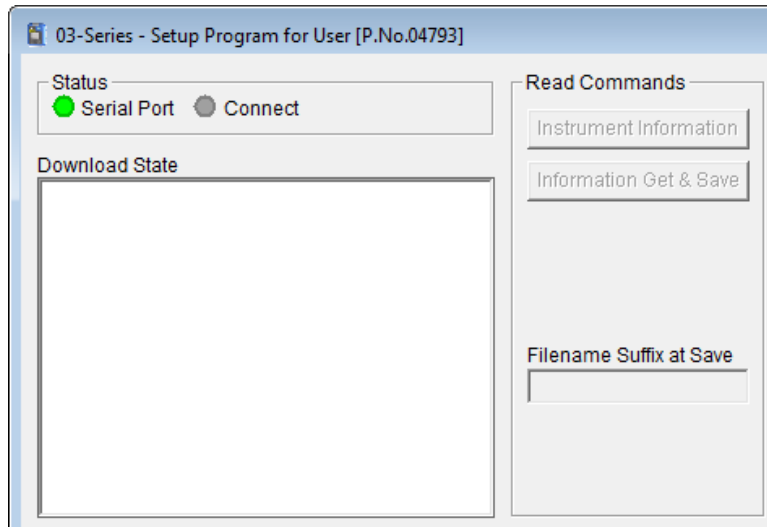 03-Series - Setup Program for User [P.No.04793]
Status
Serial Port Connect
Download State
Read Commands
Instrument Information
Information Get & Save
Filename Suffix at Save